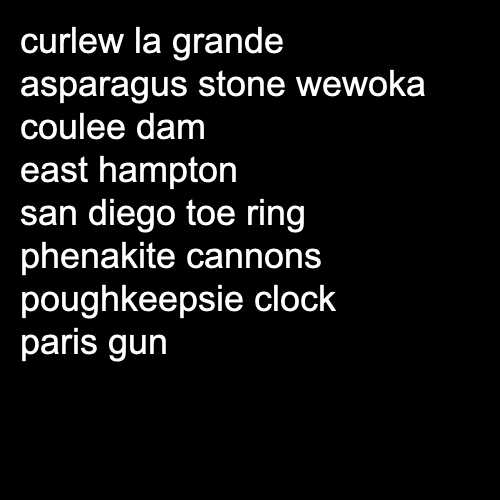 curlew la grande
asparagus stone wewoka
coulee dam
east hampton
san diego toe ring
phenakite cannons
poughkeepsie clock
paris gun